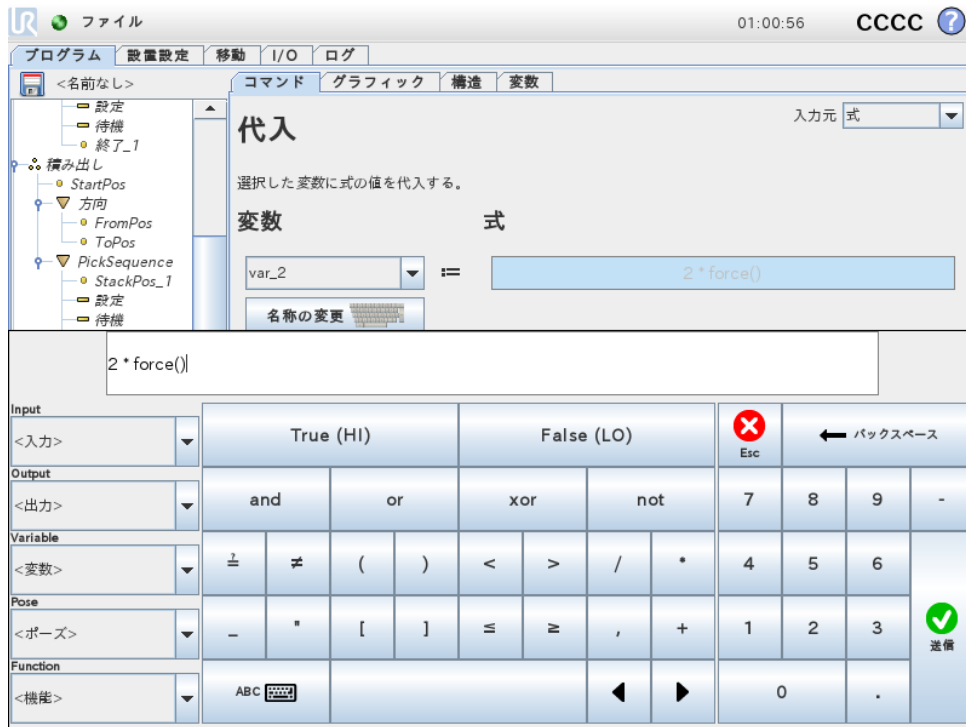 UR ファイル 01:00:56 CCCC ?
プログラム 設置設定 移動 I/O ログ
<名前なし> コマンド グラフィック 構造 変数
設定
待機
終了_1
積み出し
StartPos
方向
FromPos
ToPos
PickSequence
StackPos_1
設定
待機
代入 入力元 式
選択した変数に式の値を代入する。
変数 式
var_2 := 2 * force()
名称の変更
2 * force()
Input
<入力> True (HI) False (LO) Esc バックスペース
Output
<出力> and or xor not 7 8 9 -
Variable
<変数> ≟ ≠ ( ) < > / * 4 5 6
Pose
<ポーズ> _ " [ ] ≤ ≥ , + 1 2 3 送信
Function
<機能> ABC 0 .